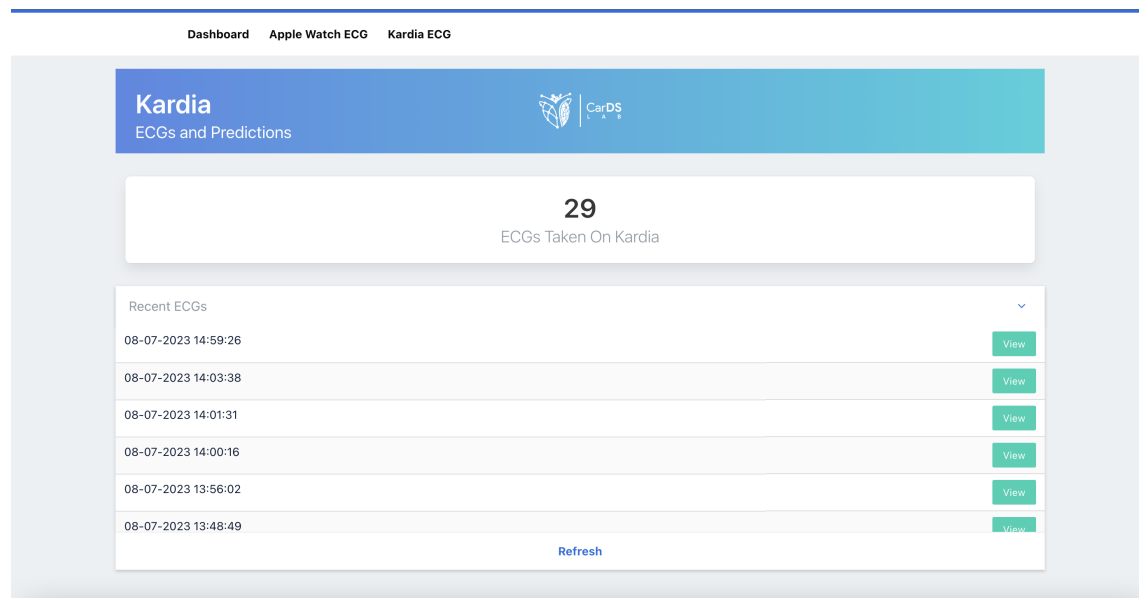 Dashboard Apple Watch ECG Kardia ECG
Kardia
ECGs and Predictions
CarDS
LAB
29
ECGs Taken On Kardia
Recent ECGs
08-07-2023 14:59:26 View
08-07-2023 14:03:38 View
08-07-2023 14:01:31 View
08-07-2023 14:00:16 View
08-07-2023 13:56:02 View
08-07-2023 13:48:49 View
Refresh